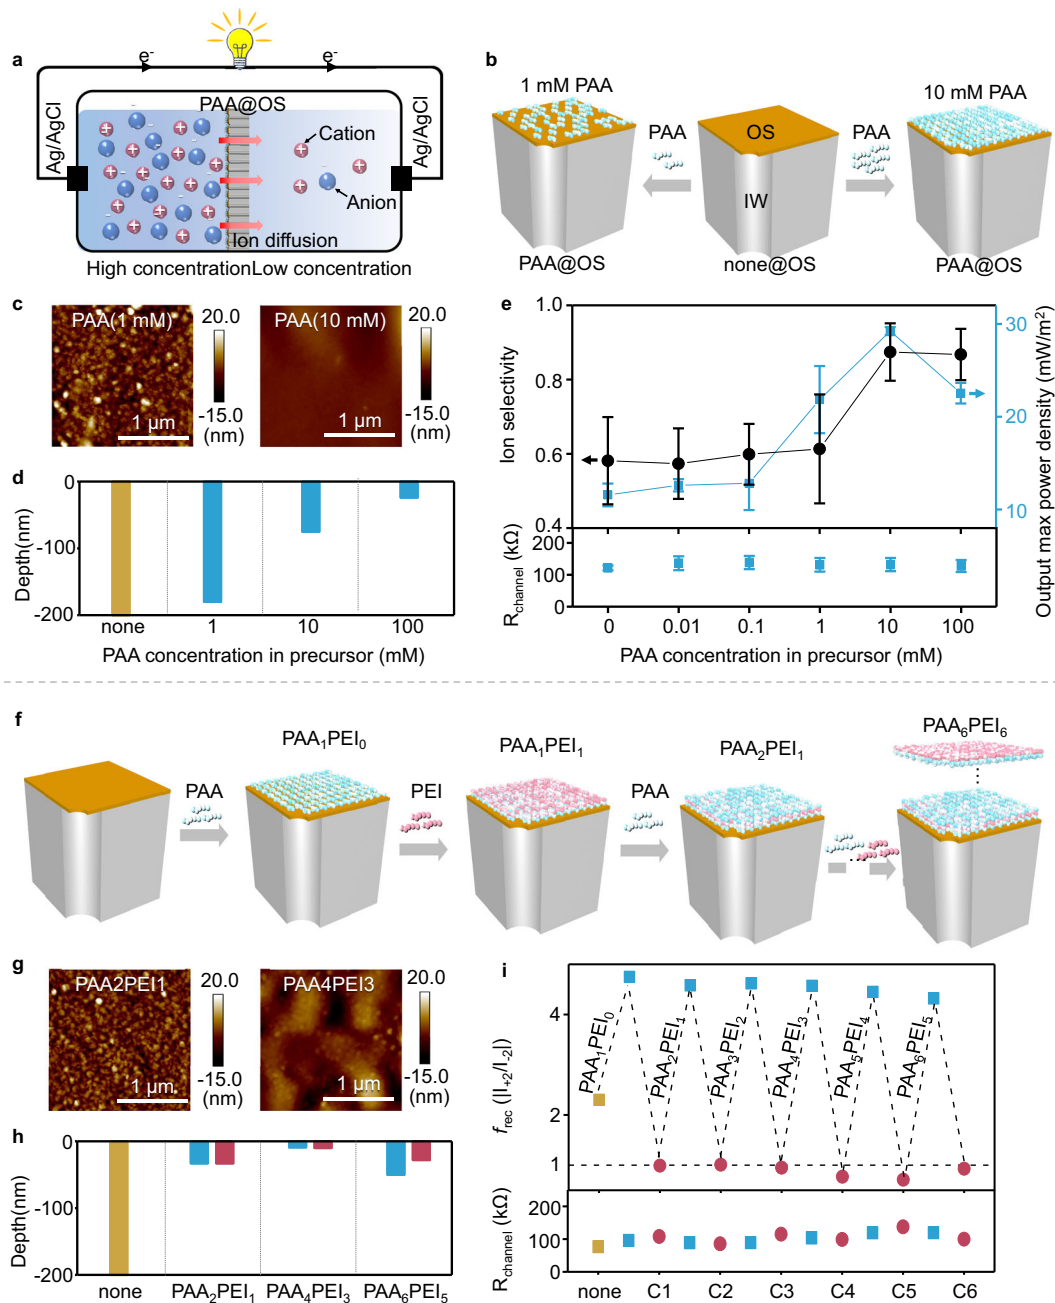 a
e-
e-
Ag/AgCl
PAA@OS
Ag/AgCl
Cation
Anion
Ion diffusion
High concentrationLow concentration
b
1 mM PAA
10 mM PAA
PAA
OS
PAA
IW
PAA@OS
none@OS
PAA@OS
c
PAA(1 mM)
20.0
-15.0
(nm)
1 µm
PAA(10 mM)
20.0
-15.0
(nm)
1 µm
d
Depth(nm)
0
-100
-200
none
1
10
100
PAA concentration in precursor (mM)
e
Ion selectivity
1.0
0.8
0.6
0.4
Output max power density (mW/m²)
30
20
10
Rchannel (kΩ)
200
100
0
0
0.01
0.1
1
10
100
PAA concentration in precursor (mM)
f
PAA₁PEI₀
PAA₁PEI₁
PAA₂PEI₁
PAA₆PEI₆
PAA
PEI
PAA
g
PAA2PEI1
20.0
-15.0
(nm)
1 µm
PAA4PEI3
20.0
-15.0
(nm)
1 µm
h
Depth(nm)
0
-100
-200
none
PAA₂PEI₁
PAA₄PEI₃
PAA₆PEI₅
i
frec (|I+2/I-2|)
4
2
1
PAA₁PEI₀
PAA₂PEI₁
PAA₃PEI₂
PAA₄PEI₃
PAA₅PEI₄
PAA₆PEI₅
Rchannel (kΩ)
200
100
0
none
C1
C2
C3
C4
C5
C6